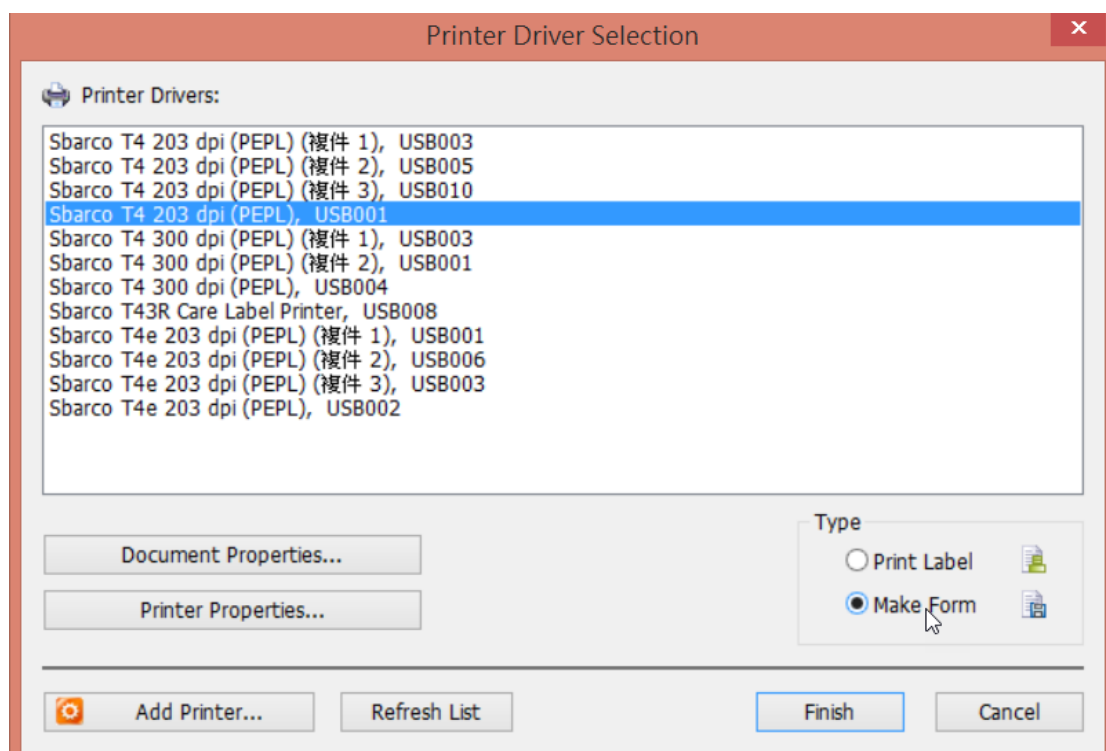 Printer Driver Selection
Printer Drivers:
Sbarco T4 203 dpi (PEPL) (複件 1), USB003
Sbarco T4 203 dpi (PEPL) (複件 2), USB005
Sbarco T4 203 dpi (PEPL) (複件 3), USB010
Sbarco T4 203 dpi (PEPL), USB001
Sbarco T4 300 dpi (PEPL) (複件 1), USB003
Sbarco T4 300 dpi (PEPL) (複件 2), USB001
Sbarco T4 300 dpi (PEPL), USB004
Sbarco T43R Care Label Printer, USB008
Sbarco T4e 203 dpi (PEPL) (複件 1), USB001
Sbarco T4e 203 dpi (PEPL) (複件 2), USB006
Sbarco T4e 203 dpi (PEPL) (複件 3), USB003
Sbarco T4e 203 dpi (PEPL), USB002
Document Properties...
Printer Properties...
Type
Print Label
Make Form
Add Printer...
Refresh List
Finish
Cancel